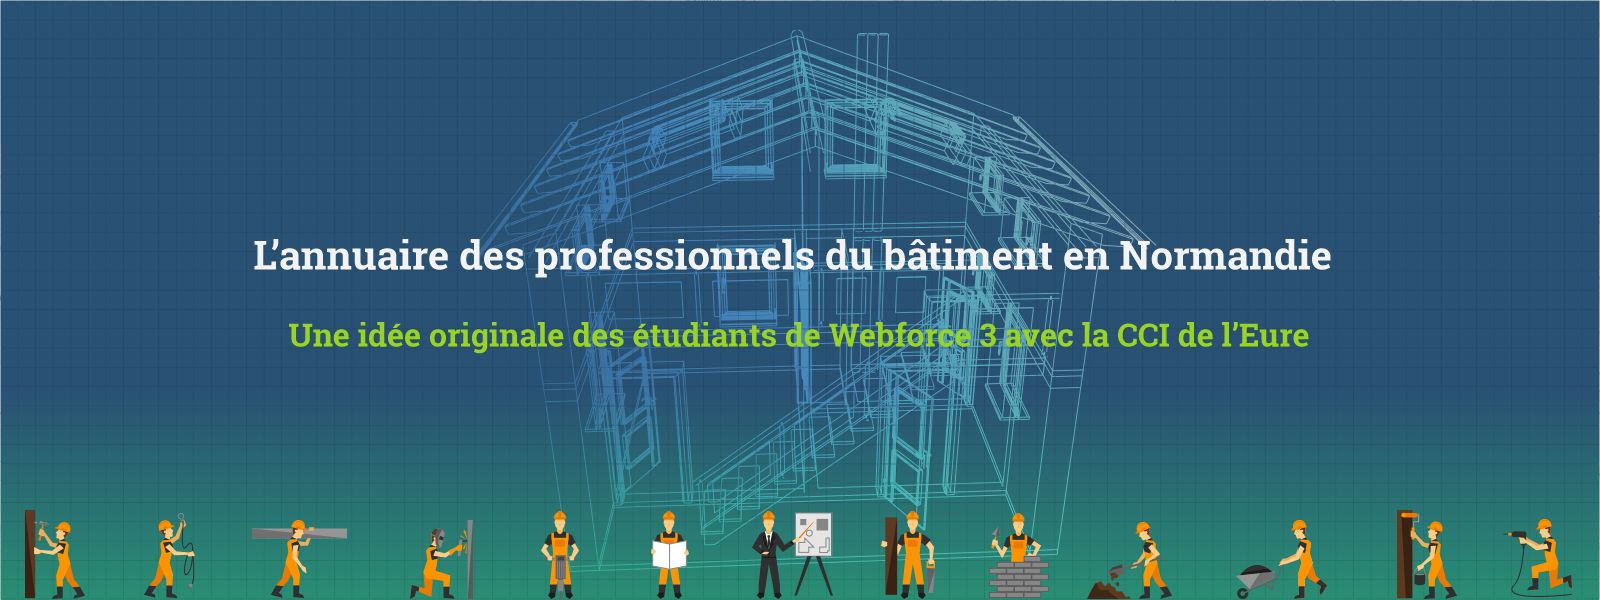 L’annuaire des professionnels du bâtiment en Normandie
Une idée originale des étudiants de Webforce 3 avec la CCI de l’Eure